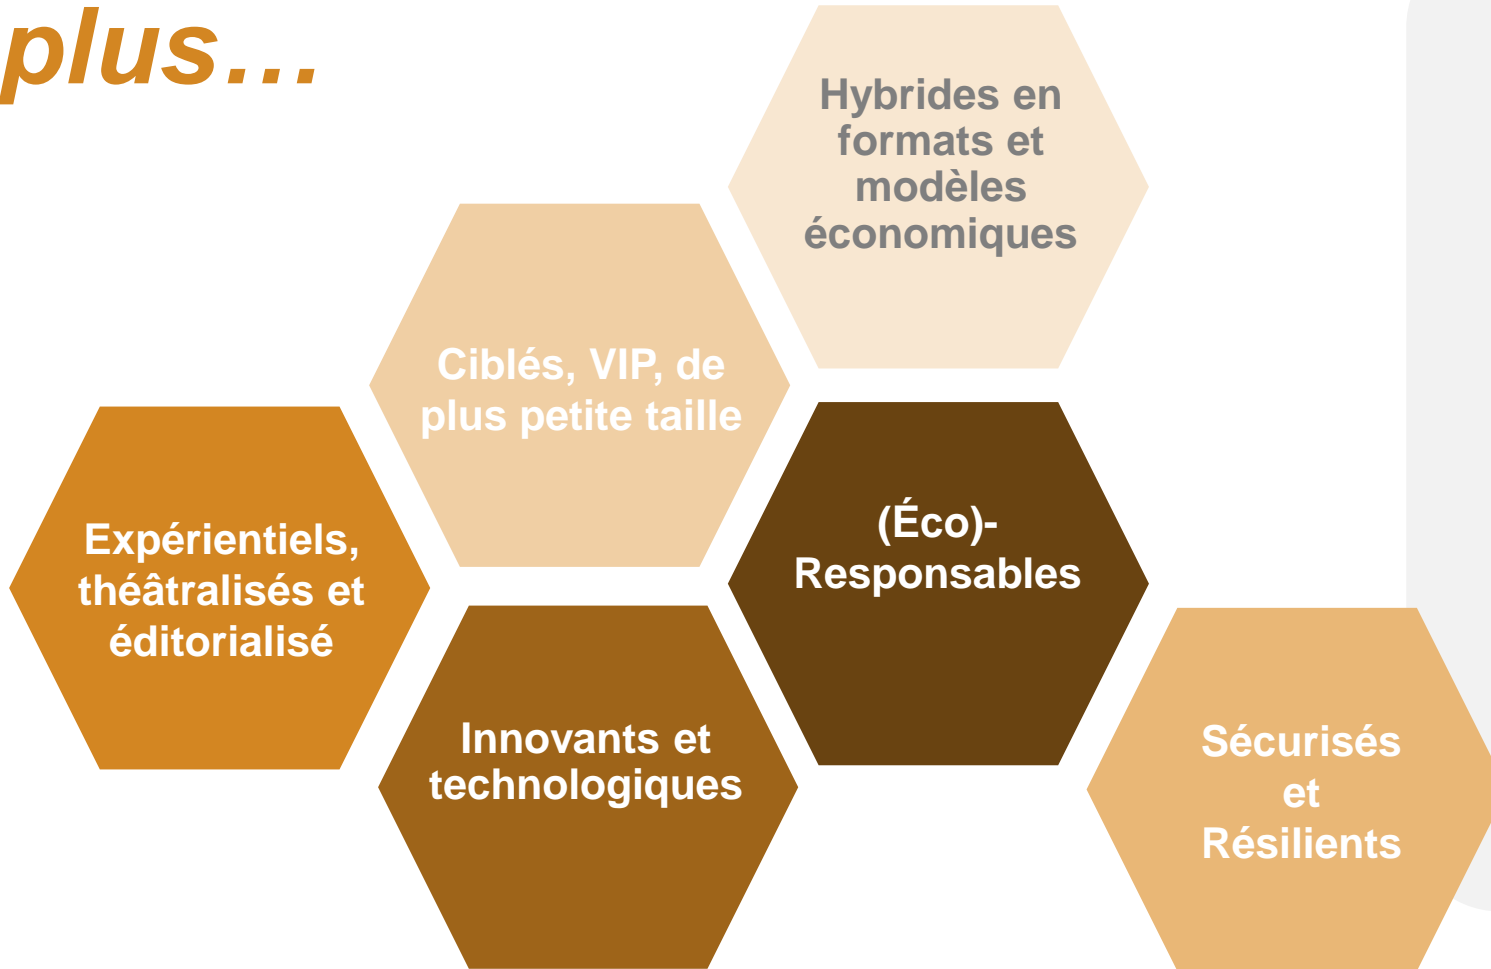 plus…
Hybrides en
formats et
modèles
économiques
Ciblés, VIP, de
plus petite taille
Expérientiels,
théâtralisés et
éditorialisé
(Éco)-
Responsables
Innovants et
technologiques
Sécurisés
et
Résilients